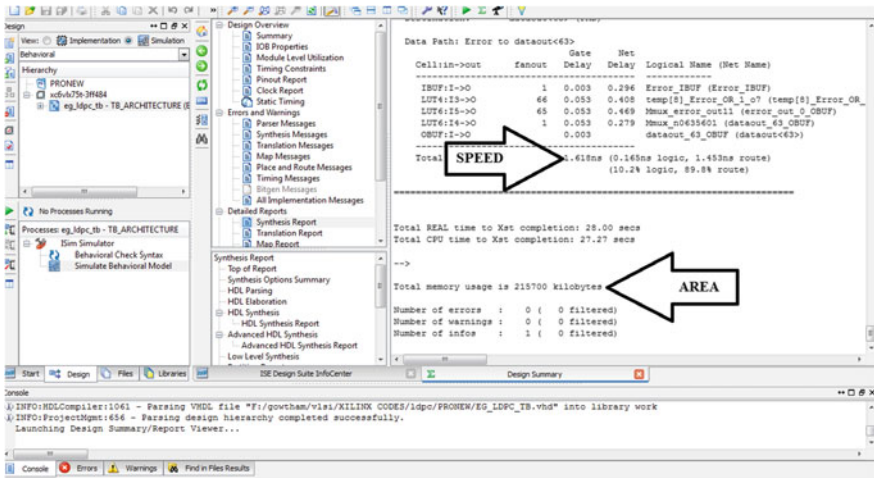 Design
View: Implementation Simulation
Behavioral
Hierarchy
PRONEW
xc6vlx75t-3ff484
eg_ldpc_tb - TB_ARCHITECTURE (E
No Processes Running
Processes: eg_ldpc_tb - TB_ARCHITECTURE
ISim Simulator
Behavioral Check Syntax
Simulate Behavioral Model
Start Design Files Libraries
Design Overview
Summary
IOB Properties
Module Level Utilization
Timing Constraints
Pinout Report
Clock Report
Static Timing
Errors and Warnings
Parser Messages
Synthesis Messages
Translation Messages
Map Messages
Place and Route Messages
Timing Messages
Bitgen Messages
All Implementation Messages
Detailed Reports
Synthesis Report
Translation Report
Map Report
Synthesis Report
Top of Report
Synthesis Options Summary
HDL Parsing
HDL Elaboration
HDL Synthesis
HDL Synthesis Report
Advanced HDL Synthesis
Advanced HDL Synthesis Report
Low Level Synthesis
ISE Design Suite InfoCenter
Design Summary
Data Path: Error to dataout<63>
Gate Net
Cell:in->out fanout Delay Delay Logical Name (Net Name)
IBUF:I->O 1 0.003 0.296 Error_IBUF (Error_IBUF)
LUT4:I3->O 66 0.053 0.408 temp[8]_Error_OR_1_o7 (temp[8]_Error_OR_
LUT6:I3->O 65 0.053 0.469 Mmux_error_out11 (error_out_0_OBUF)
LUT6:I4->O 1 0.053 0.279 Mmux_n0635601 (dataout_63_OBUF)
OBUF:I->O 0.003 dataout_63_OBUF (dataout<63>)
Total SPEED 1.618ns (0.165ns logic, 1.453ns route)
(10.2% logic, 89.8% route)
Total REAL time to Xst completion: 28.00 secs
Total CPU time to Xst completion: 27.27 secs
-->
Total memory usage is 215700 kilobytes AREA
Number of errors : 0 ( 0 filtered)
Number of warnings : 0 ( 0 filtered)
Number of infos : 1 ( 0 filtered)
Console
INFO:HDLCompiler:1061 - Parsing VHDL file "F:/gowtham/vlsi/XILINX CODES/ldpc/PRONEW/EG_LDPC_TB.vhd" into library work
INFO:ProjectMgmt:656 - Parsing design hierarchy completed successfully.
Launching Design Summary/Report Viewer...
Console Errors Warnings Find in Files Results